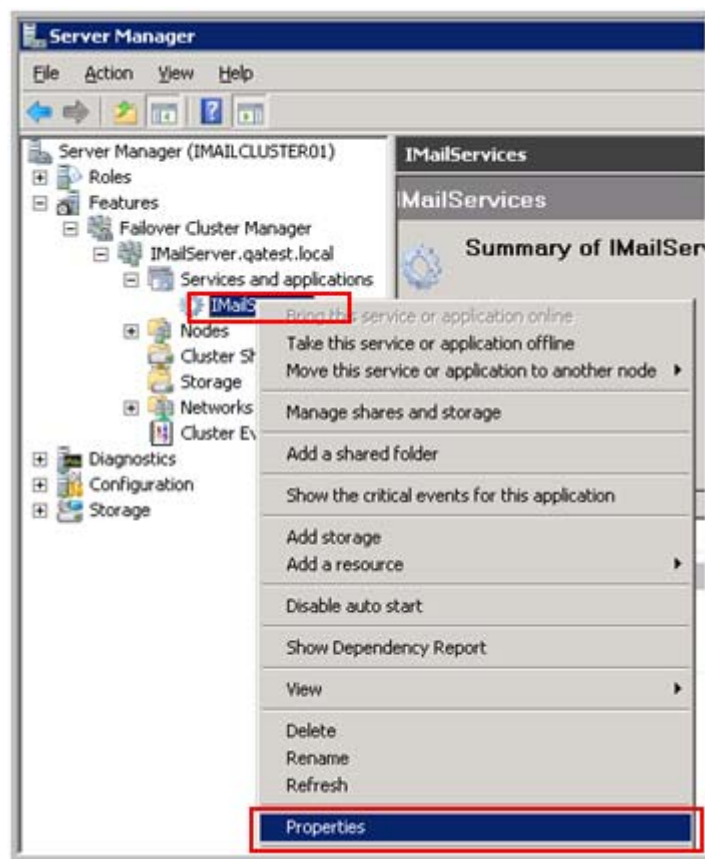 Server Manager
File Action View Help
Server Manager (IMAILCLUSTER01)
Roles
Features
Failover Cluster Manager
IMailServer.qatest.local
Services and applications
IMailS
Nodes
Cluster Sh
Storage
Networks
Cluster Ev
Diagnostics
Configuration
Storage
IMailServices
IMailServices
Summary of IMailSer
Bring this service or application online
Take this service or application offline
Move this service or application to another node
Manage shares and storage
Add a shared folder
Show the critical events for this application
Add storage
Add a resource
Disable auto start
Show Dependency Report
View
Delete
Rename
Refresh
Properties